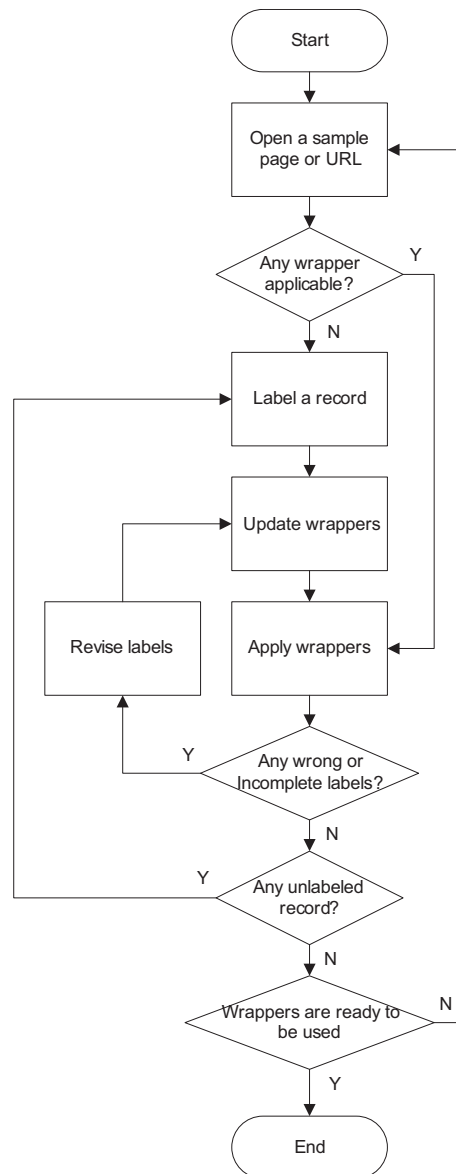 Start
Open a sample
page or URL
Any wrapper
applicable?
Y
N
Label a record
Update wrappers
Revise labels
Apply wrappers
Any wrong or
Incomplete labels?
Y
N
Any unlabeled
record?
Y
N
Wrappers are ready to
be used
N
Y
End